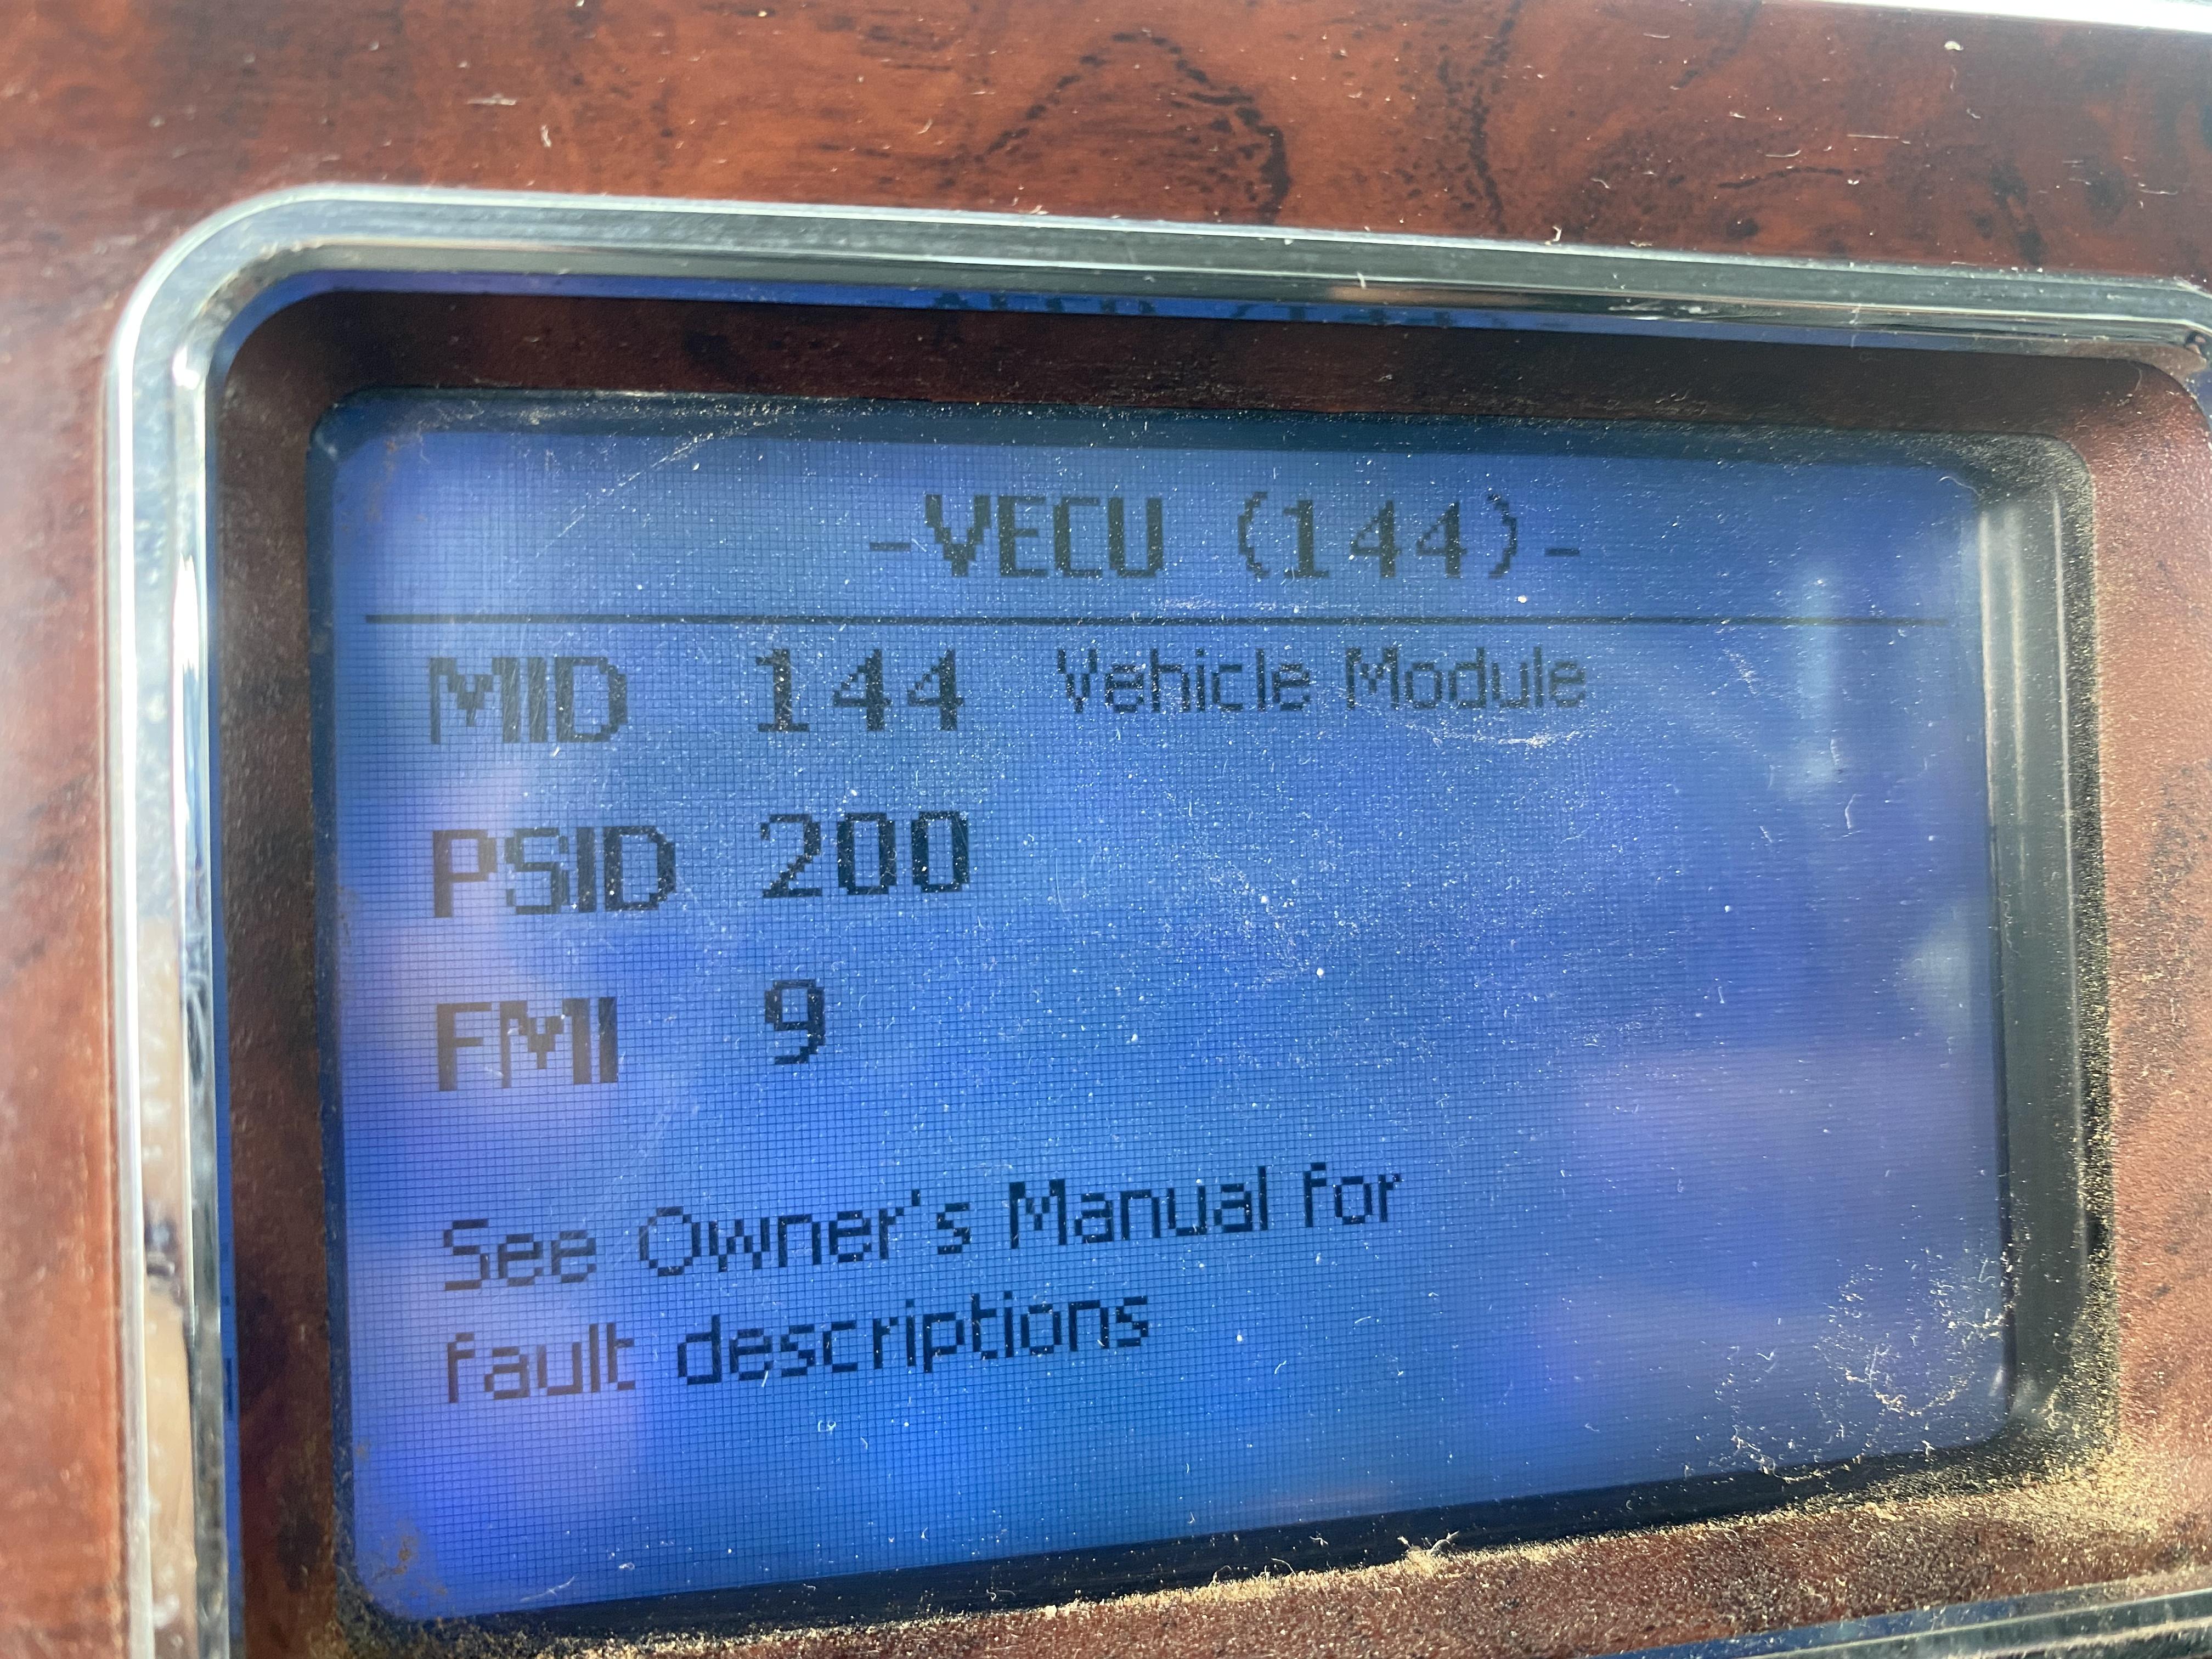 -VECU (144)-
MID 144 Vehicle Module
PSID 200
FMI 9
See Owner's Manual for
fault descriptions